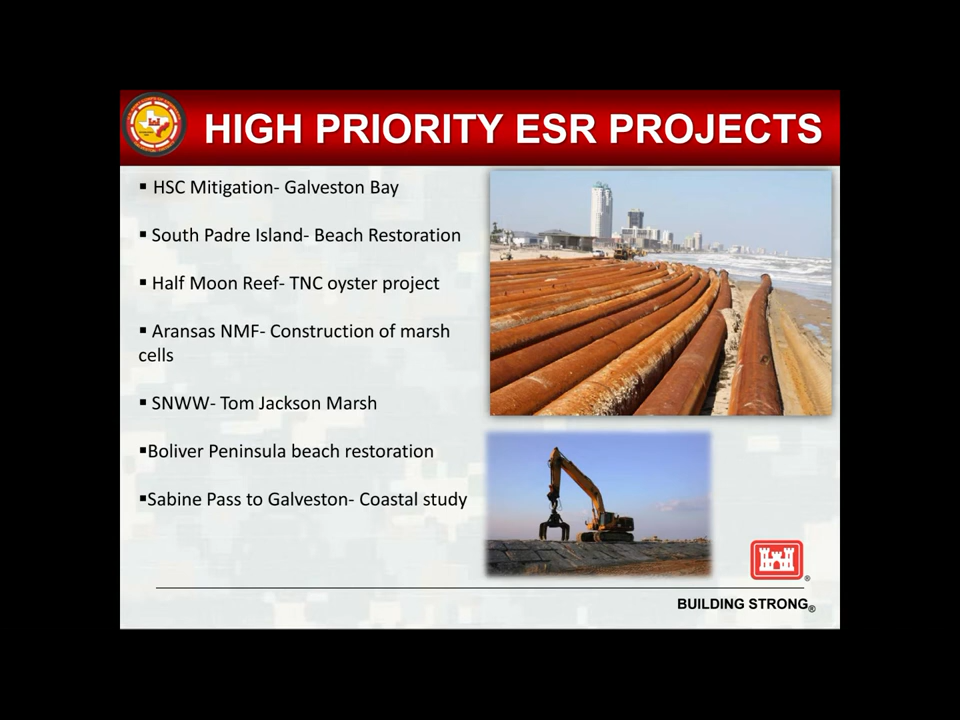 HIGH PRIORITY ESR PROJECTS
▪ HSC Mitigation- Galveston Bay
▪ South Padre Island- Beach Restoration
▪ Half Moon Reef- TNC oyster project
▪ Aransas NMF- Construction of marsh
cells
▪ SNWW- Tom Jackson Marsh
▪Boliver Peninsula beach restoration
▪Sabine Pass to Galveston- Coastal study
®
BUILDING STRONG®